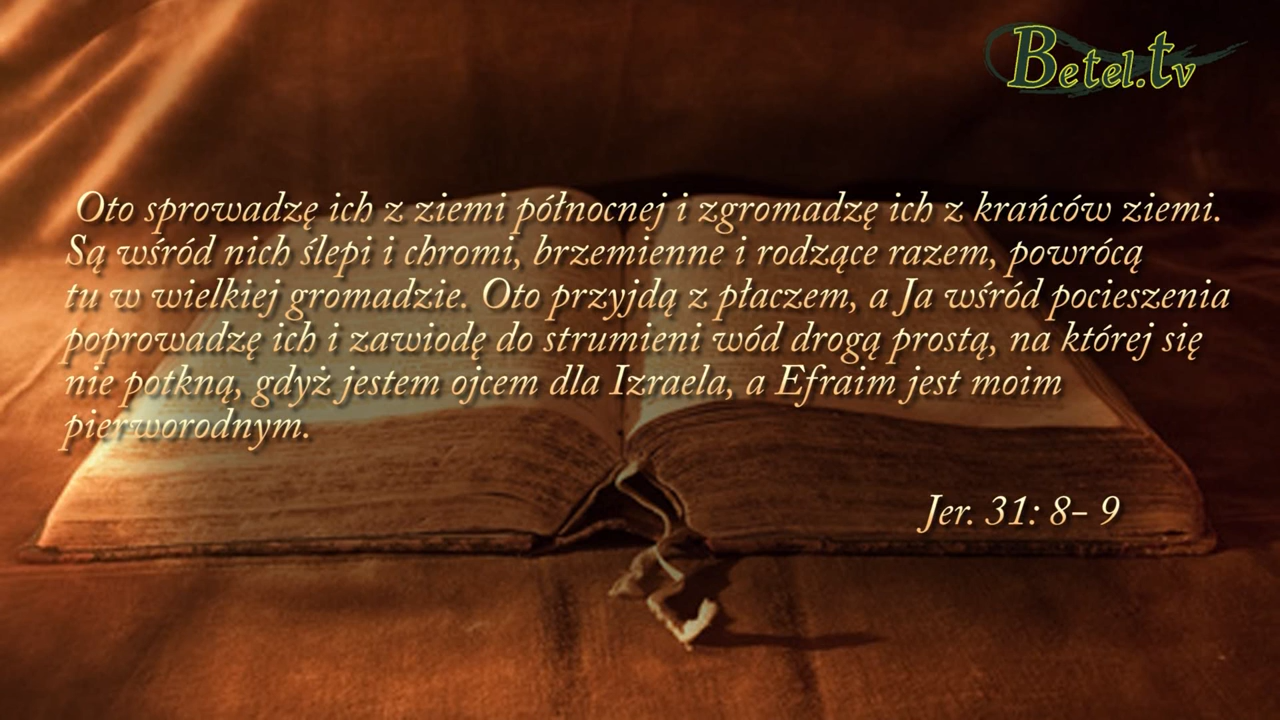 Betel.tv
Oto sprowadzę ich z ziemi północnej i zgromadzę ich z krańców ziemi.
Są wśród nich ślepi i chromi, brzemienne i rodzące razem, powrócą
tu w wielkiej gromadzie. Oto przyjdą z płaczem, a Ja wśród pocieszenia
poprowadzę ich i zawiodę do strumieni wód drogą prostą, na której się
nie potkną, gdyż jestem ojcem dla Izraela, a Efraim jest moim
pierworodnym.
Jer. 31: 8– 9